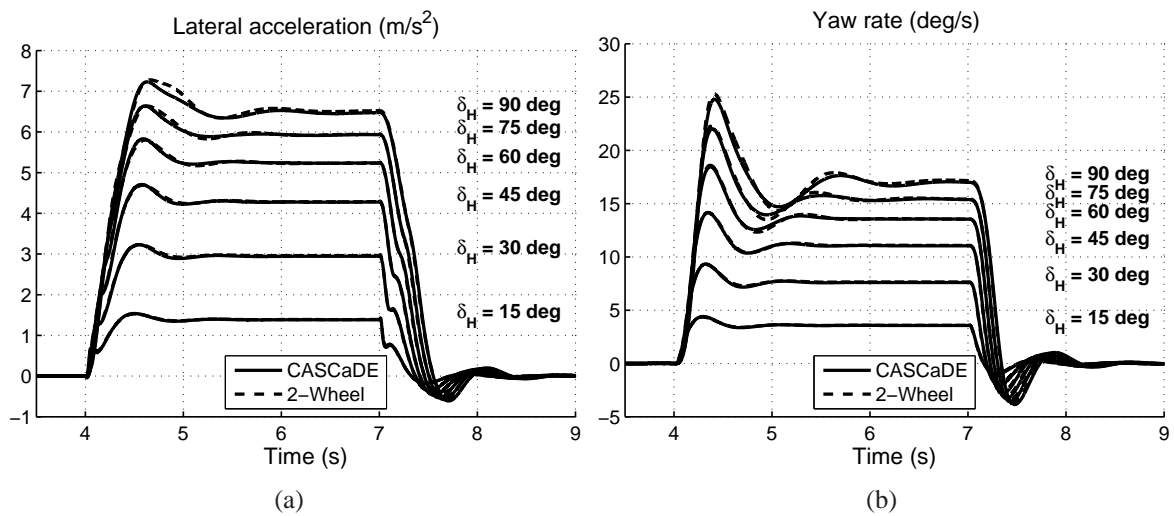 Lateral acceleration (m/s²)
8
7
6
5
4
3
2
1
0
−1
δH = 90 deg
δH = 75 deg
δH = 60 deg
δH = 45 deg
δH = 30 deg
δH = 15 deg
CASCaDE
2−Wheel
4 5 6 7 8 9
Time (s)
(a)
Yaw rate (deg/s)
30
25
20
15
10
5
0
−5
δH = 90 deg
δH = 75 deg
δH = 60 deg
δH = 45 deg
δH = 30 deg
δH = 15 deg
CASCaDE
2−Wheel
4 5 6 7 8 9
Time (s)
(b)